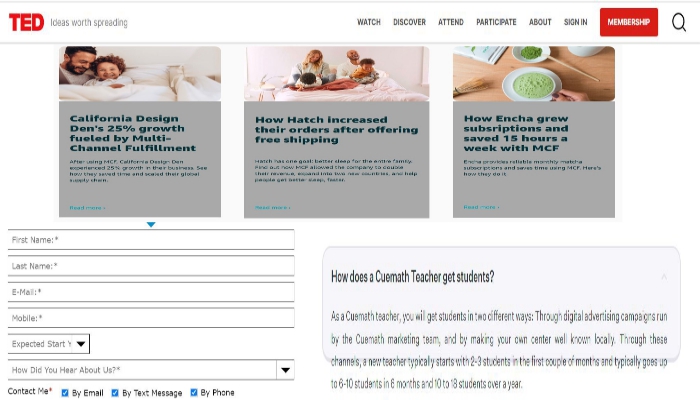 TED Ideas worth spreading WATCH DISCOVER ATTEND PARTICIPATE ABOUT SIGN IN MEMBERSHIP
California Design
Den's 25% growth
fueled by Multi-
Channel Fulfillment
After using MCF, California Design Den
experienced 25% growth in their business. See
how they saved time and scaled their global
supply chain.
Read more ›
How Hatch increased
their orders after offering
free shipping
Hatch has one goal: better sleep for the entire family.
Find out how MCF allowed the company to double
their revenue, expand into two new countries, and help
people get better sleep, faster.
Read more ›
How Encha grew
subsriptions and
saved 15 hours a
week with MCF
Encha provides reliable monthly matcha
subscriptions and saves time using MCF. Here's
how they do it.
Read more ›
First Name:*
Last Name:*
E-Mail:*
Mobile:*
Expected Start Y
How Did You Hear About Us?*
Contact Me* By Email By Text Message By Phone
How does a Cuemath Teacher get students?
As a Cuemath teacher, you will get students in two different ways: Through digital advertising campaigns run
by the Cuemath marketing team, and by making your own center well known locally. Through these
channels, a new teacher typically starts with 2-3 students in the first couple of months and typically goes up
to 6-10 students in 6 months and 10 to 18 students over a year.